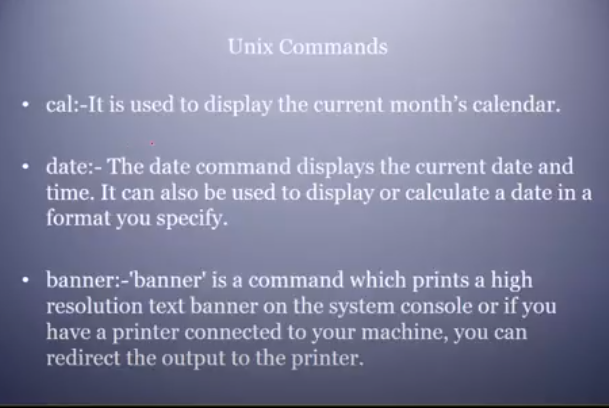 Unix Commands
• cal:-It is used to display the current month's calendar.
• date:- The date command displays the current date and
time. It can also be used to display or calculate a date in a
format you specify.
• banner:-'banner' is a command which prints a high
resolution text banner on the system console or if you
have a printer connected to your machine, you can
redirect the output to the printer.